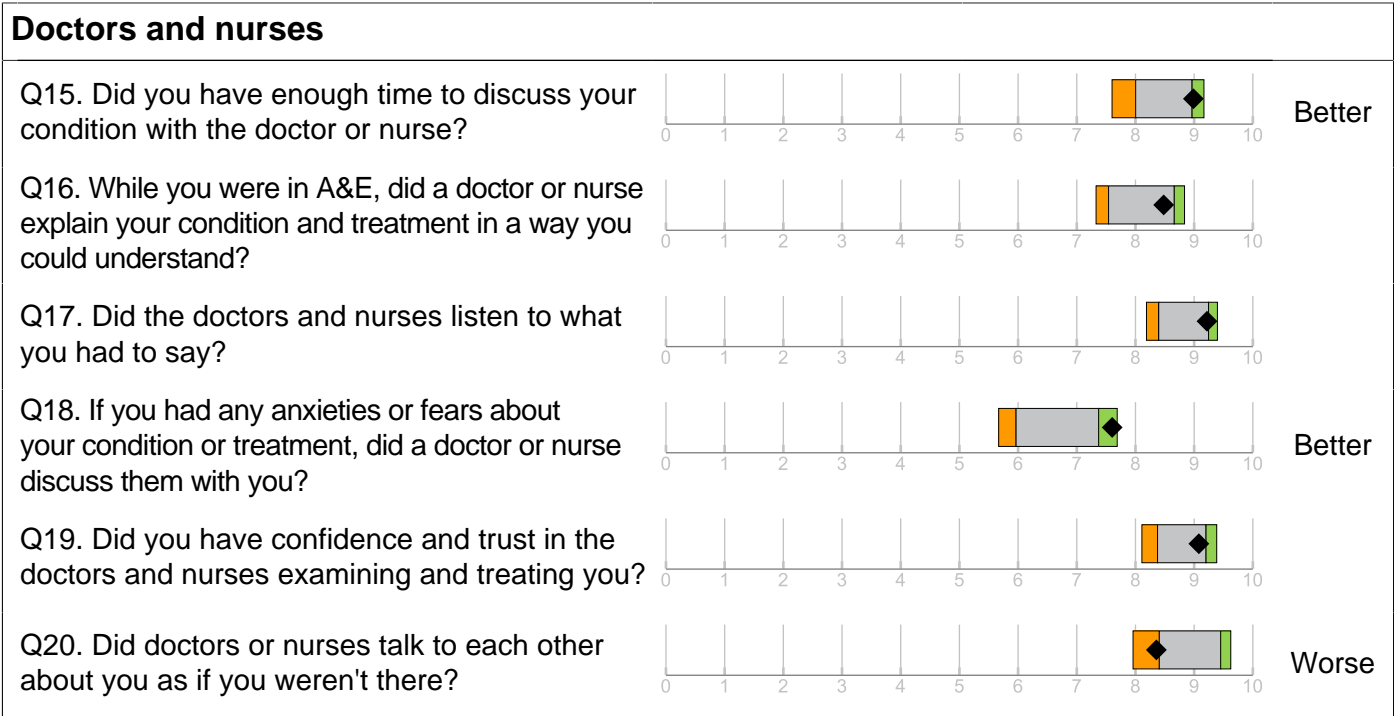 Doctors and nurses
Q15. Did you have enough time to discuss your
condition with the doctor or nurse?
0 1 2 3 4 5 6 7 8 9 10
Better
Q16. While you were in A&E, did a doctor or nurse
explain your condition and treatment in a way you
could understand?
0 1 2 3 4 5 6 7 8 9 10
Q17. Did the doctors and nurses listen to what
you had to say?
0 1 2 3 4 5 6 7 8 9 10
Q18. If you had any anxieties or fears about
your condition or treatment, did a doctor or nurse
discuss them with you?
0 1 2 3 4 5 6 7 8 9 10
Better
Q19. Did you have confidence and trust in the
doctors and nurses examining and treating you?
0 1 2 3 4 5 6 7 8 9 10
Q20. Did doctors or nurses talk to each other
about you as if you weren't there?
0 1 2 3 4 5 6 7 8 9 10
Worse